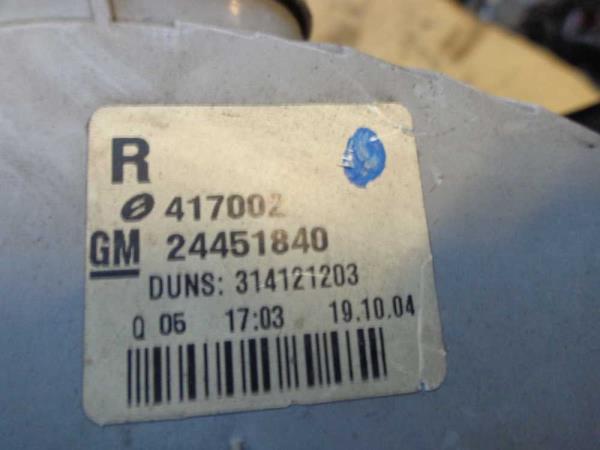 R
417002
GM 24451840
DUNS: 314121203
Q 05 17:03 19.10.04